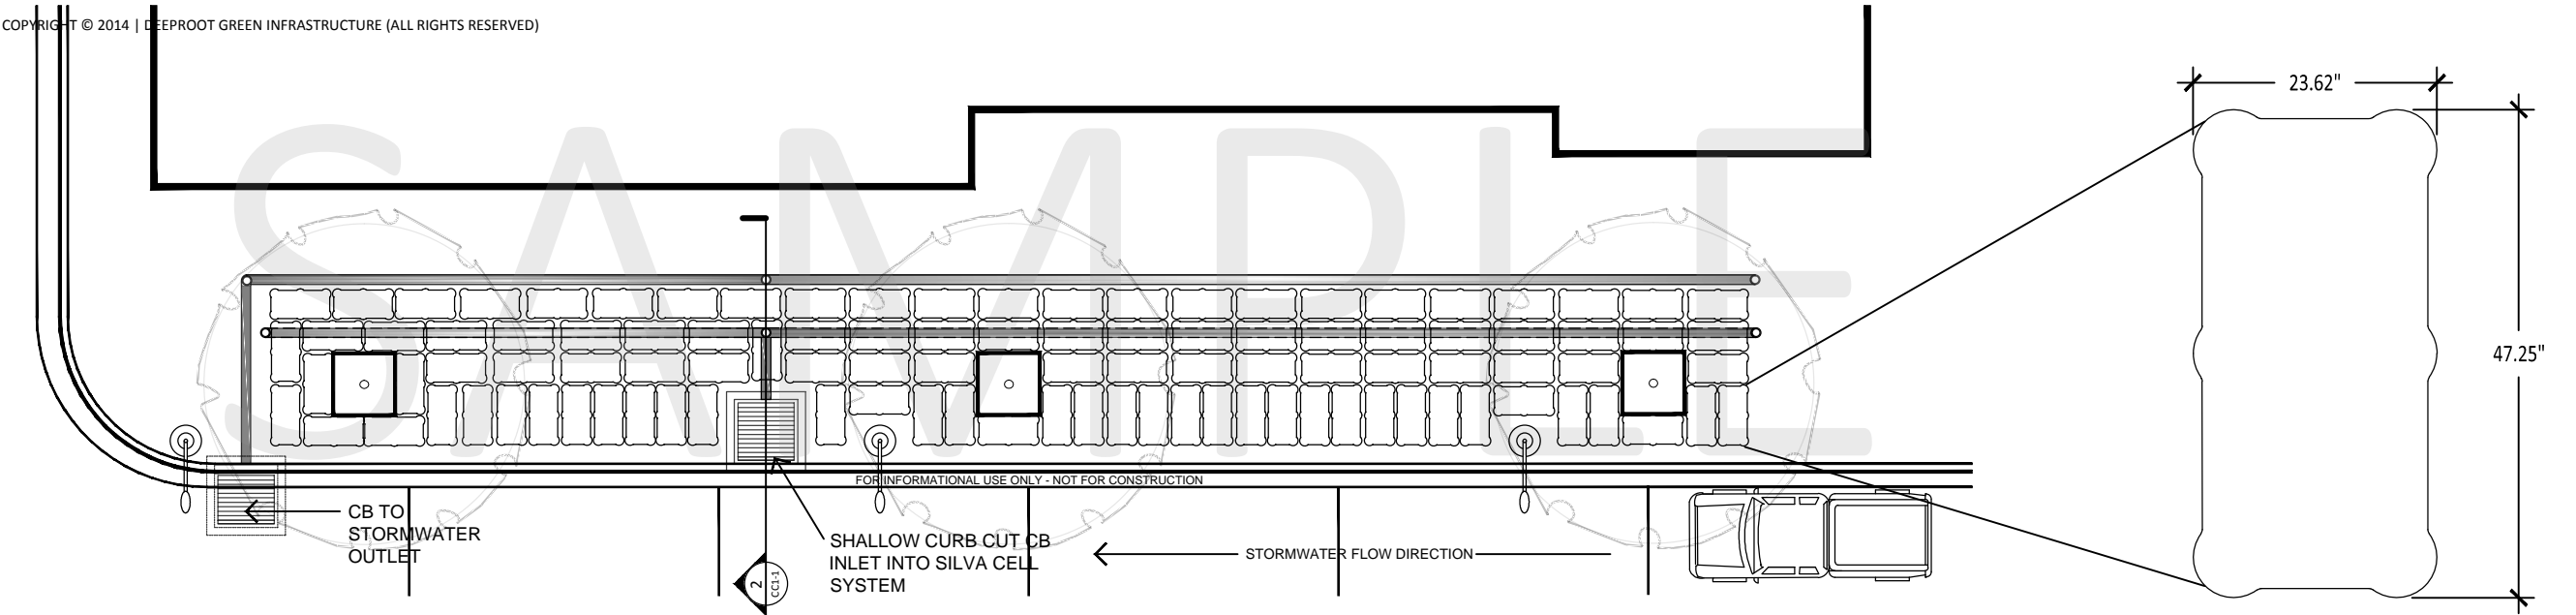 COPYRIGHT © 2014 | DEEPROOT GREEN INFRASTRUCTURE (ALL RIGHTS RESERVED)
SAMPLE
23.62"
47.25"
FOR INFORMATIONAL USE ONLY - NOT FOR CONSTRUCTION
CB TO
STORMWATER
OUTLET
SHALLOW CURB CUT CB
INLET INTO SILVA CELL
SYSTEM
STORMWATER FLOW DIRECTION
2
CC1-1